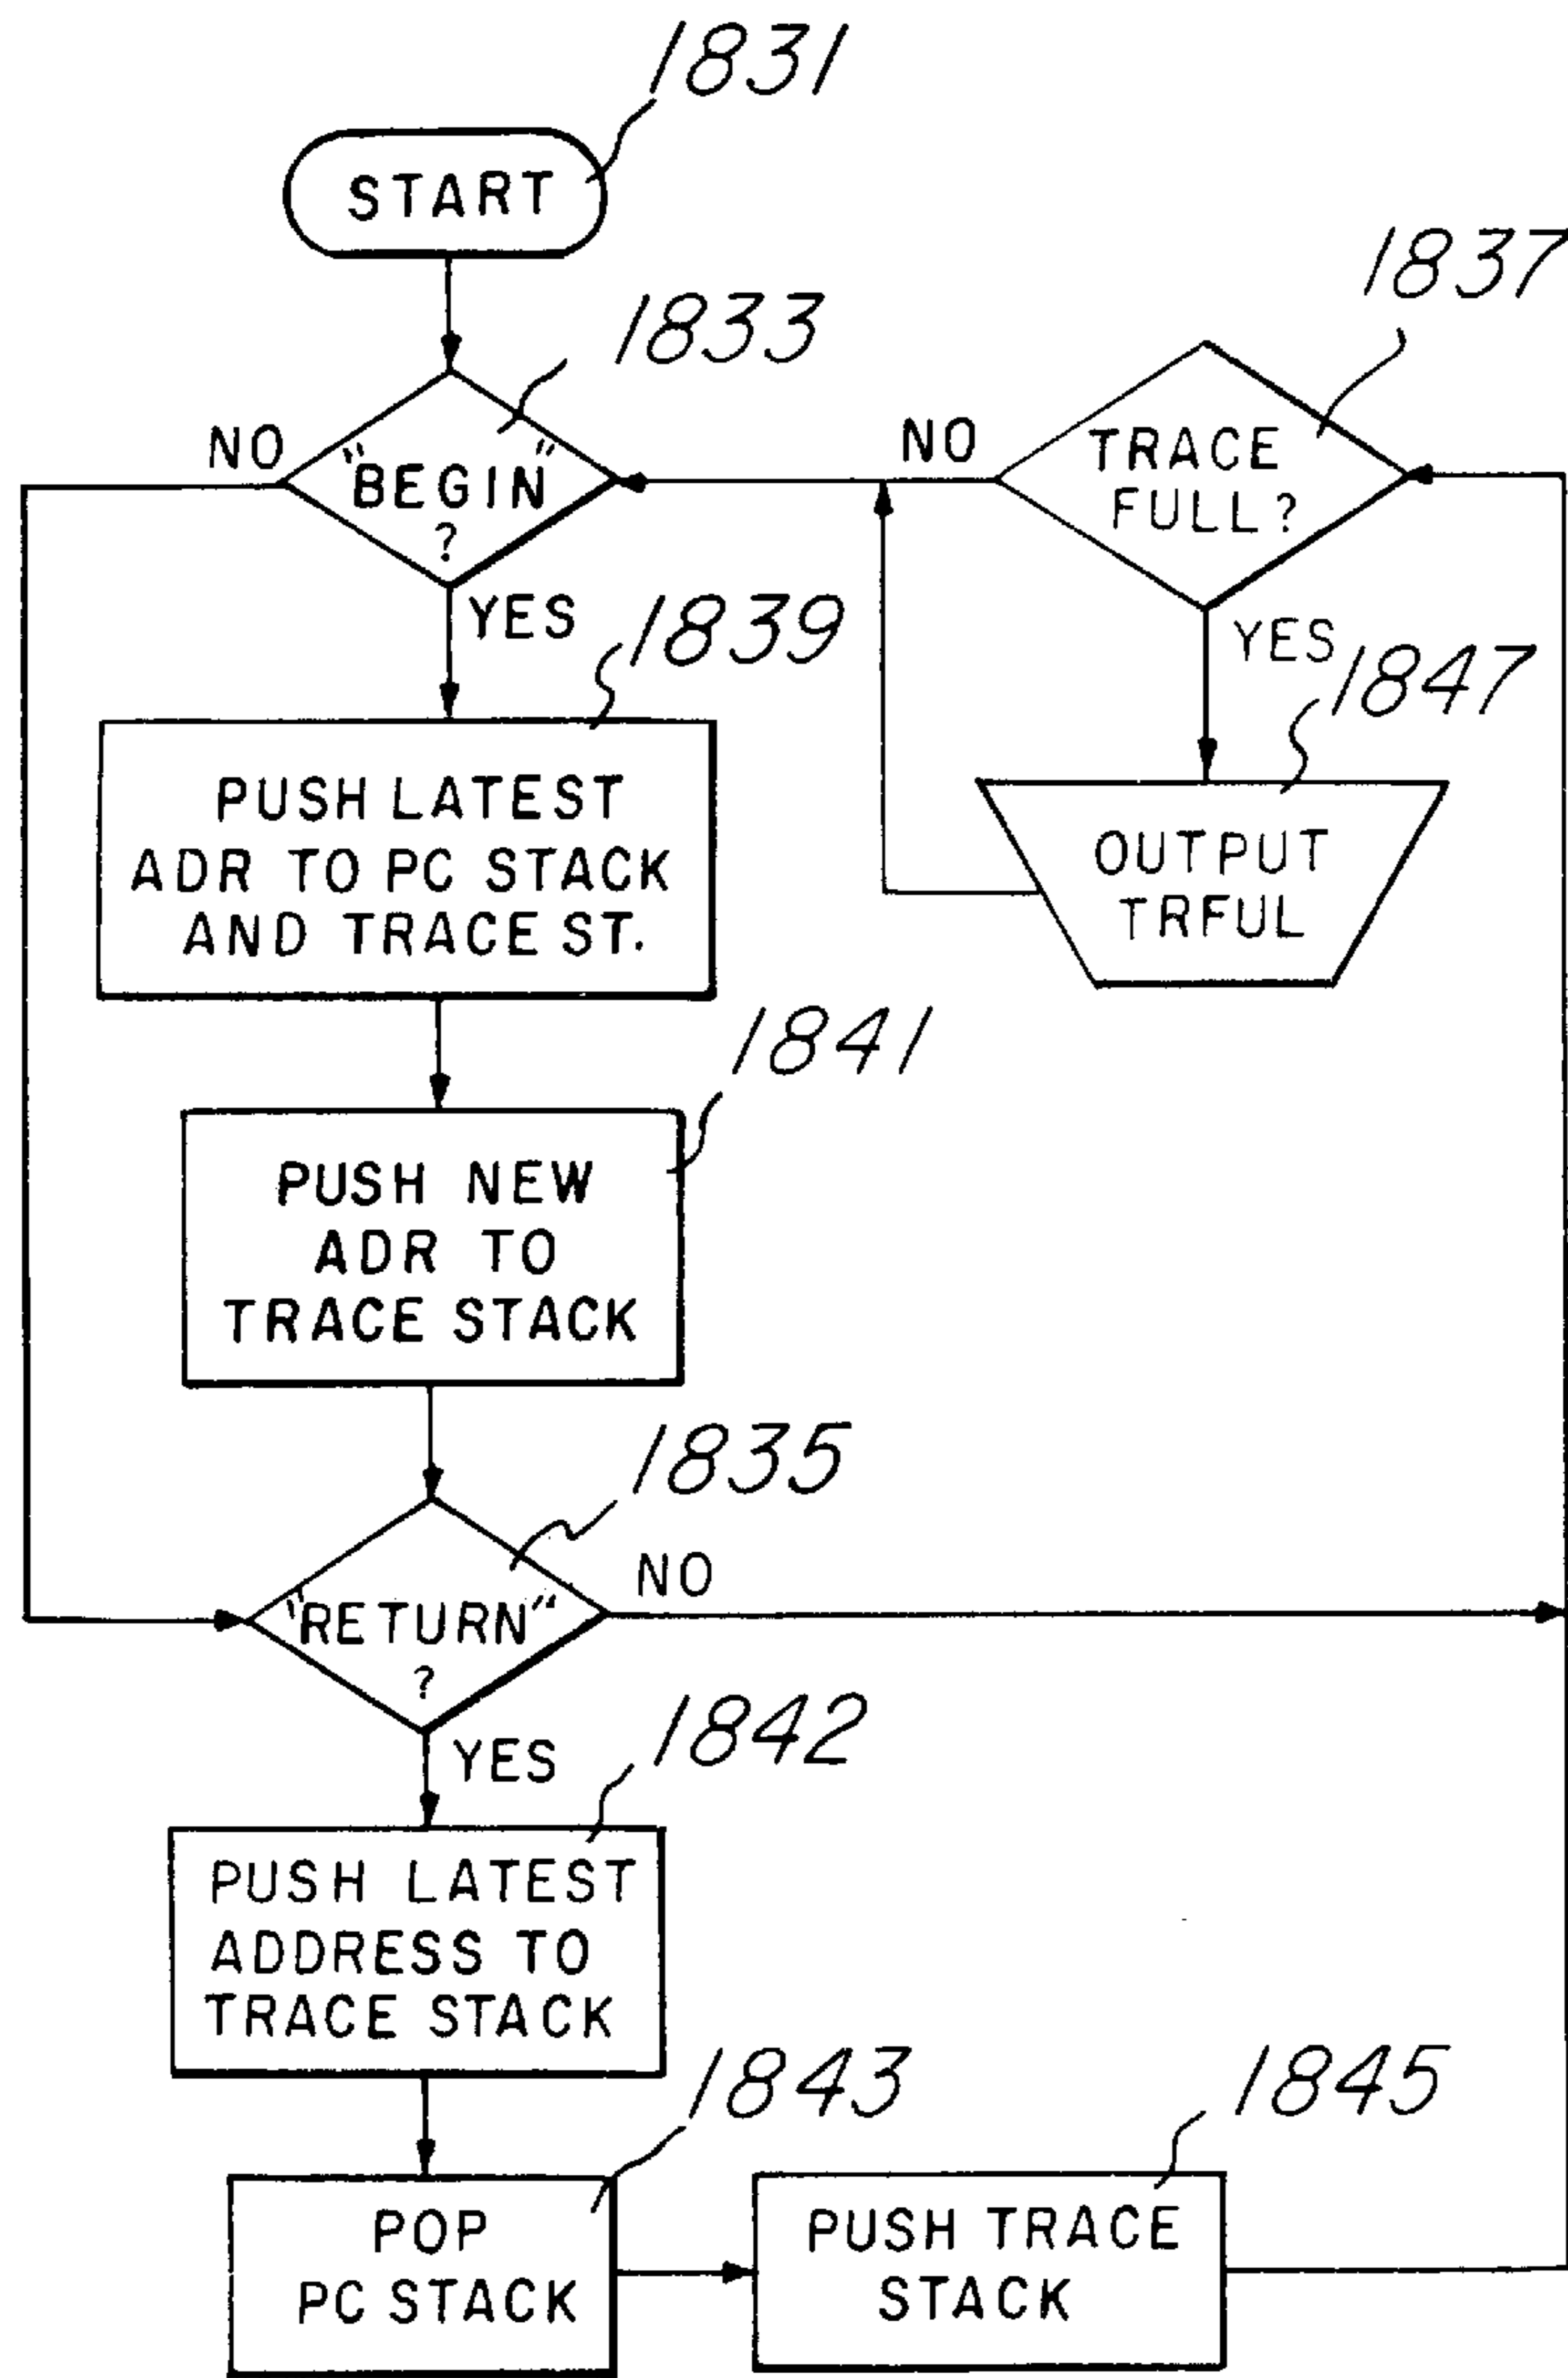 1831
START
1837
1833
NO
"BEGIN"
?
NO
TRACE
FULL?
YES
1839
YES
1847
PUSH LATEST
ADR TO PC STACK
AND TRACE ST.
OUTPUT
TRFUL
1841
PUSH NEW
ADR TO
TRACE STACK
1835
NO
"RETURN"
?
YES
1842
PUSH LATEST
ADDRESS TO
TRACE STACK
1843
1845
POP
PC STACK
PUSH TRACE
STACK